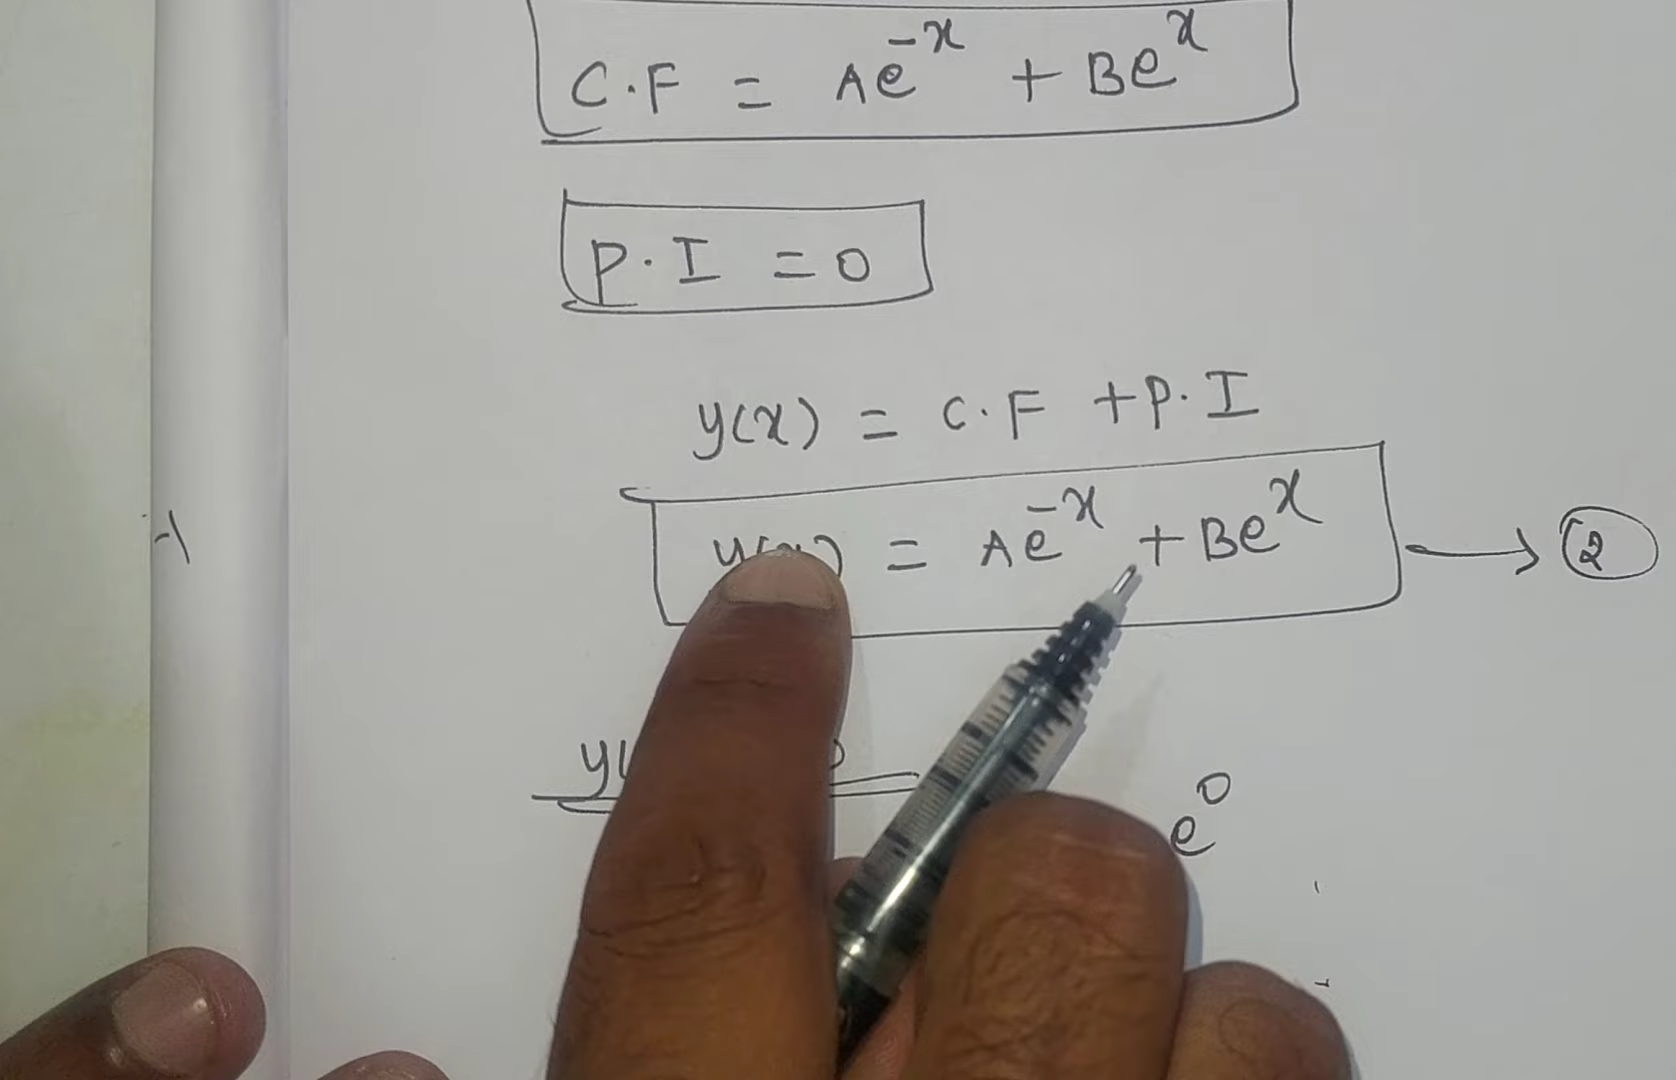 C.F = Ae^{-x} + Be^{x}
P.I = 0
y(x) = C.F + P.I
y(x) = Ae^{-x} + Be^{x} → ②
e^{0}